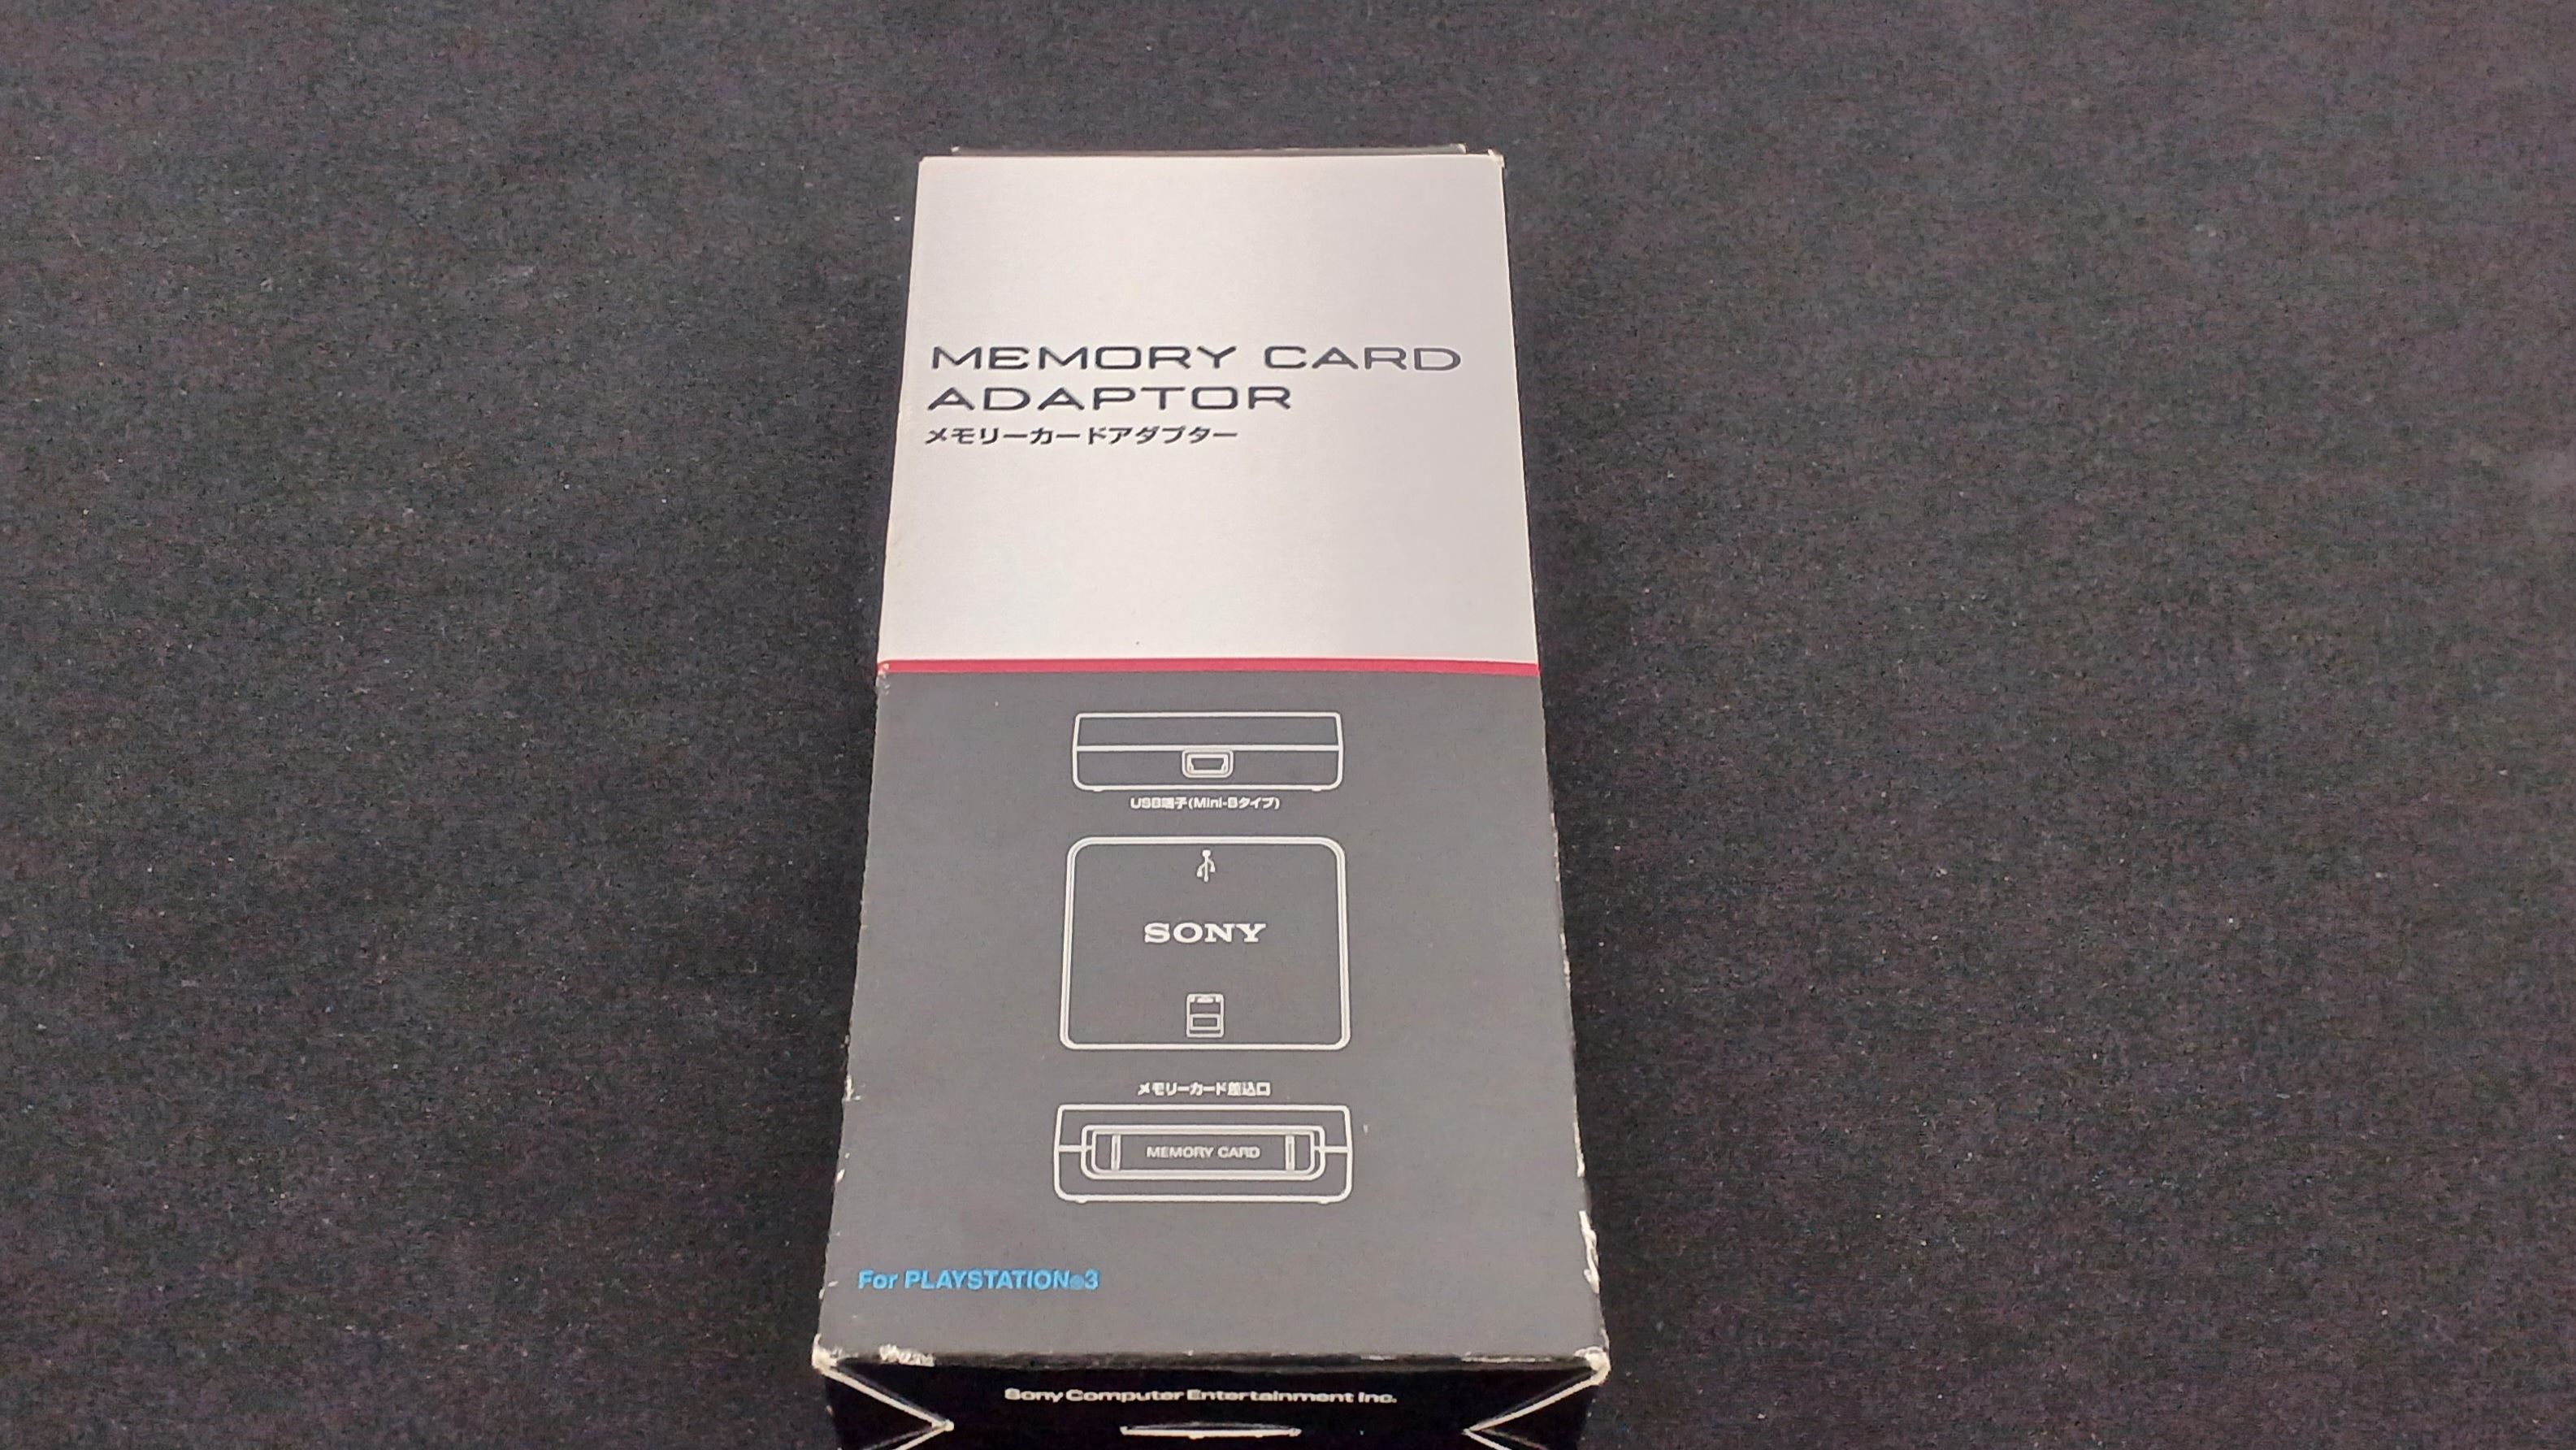 MEMORY CARD
ADAPTOR
メモリーカードアダプター
USB端子(Mini-Bタイプ)
SONY
メモリーカード差込口
MEMORY CARD
For PLAYSTATION®3
Sony Computer Entertainment Inc.